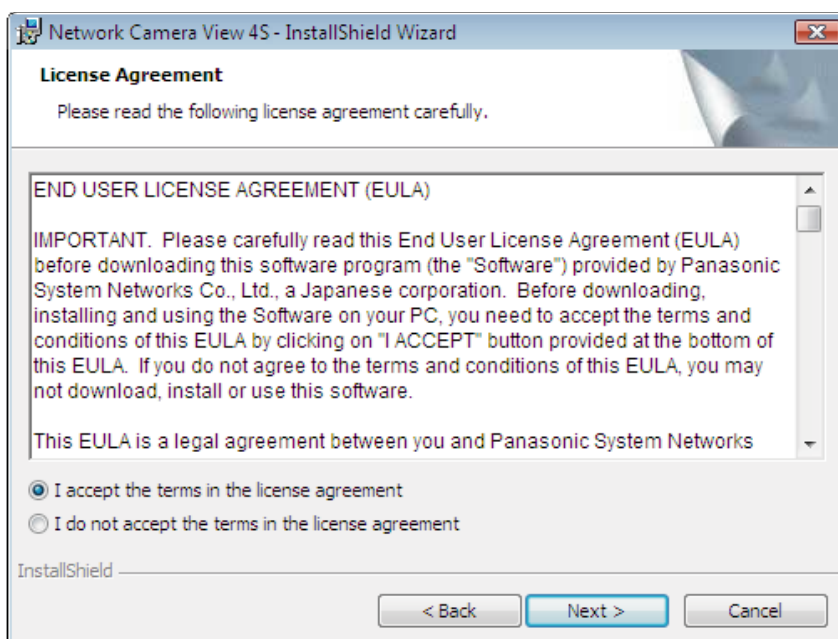 Network Camera View 4S - InstallShield Wizard
License Agreement
Please read the following license agreement carefully.
END USER LICENSE AGREEMENT (EULA)
IMPORTANT.  Please carefully read this End User License Agreement (EULA)
before downloading this software program (the "Software") provided by Panasonic
System Networks Co., Ltd., a Japanese corporation.  Before downloading,
installing and using the Software on your PC, you need to accept the terms and
conditions of this EULA by clicking on "I ACCEPT" button provided at the bottom of
this EULA.  If you do not agree to the terms and conditions of this EULA, you may
not download, install or use this software.
This EULA is a legal agreement between you and Panasonic System Networks
I accept the terms in the license agreement
I do not accept the terms in the license agreement
InstallShield
< Back
Next >
Cancel